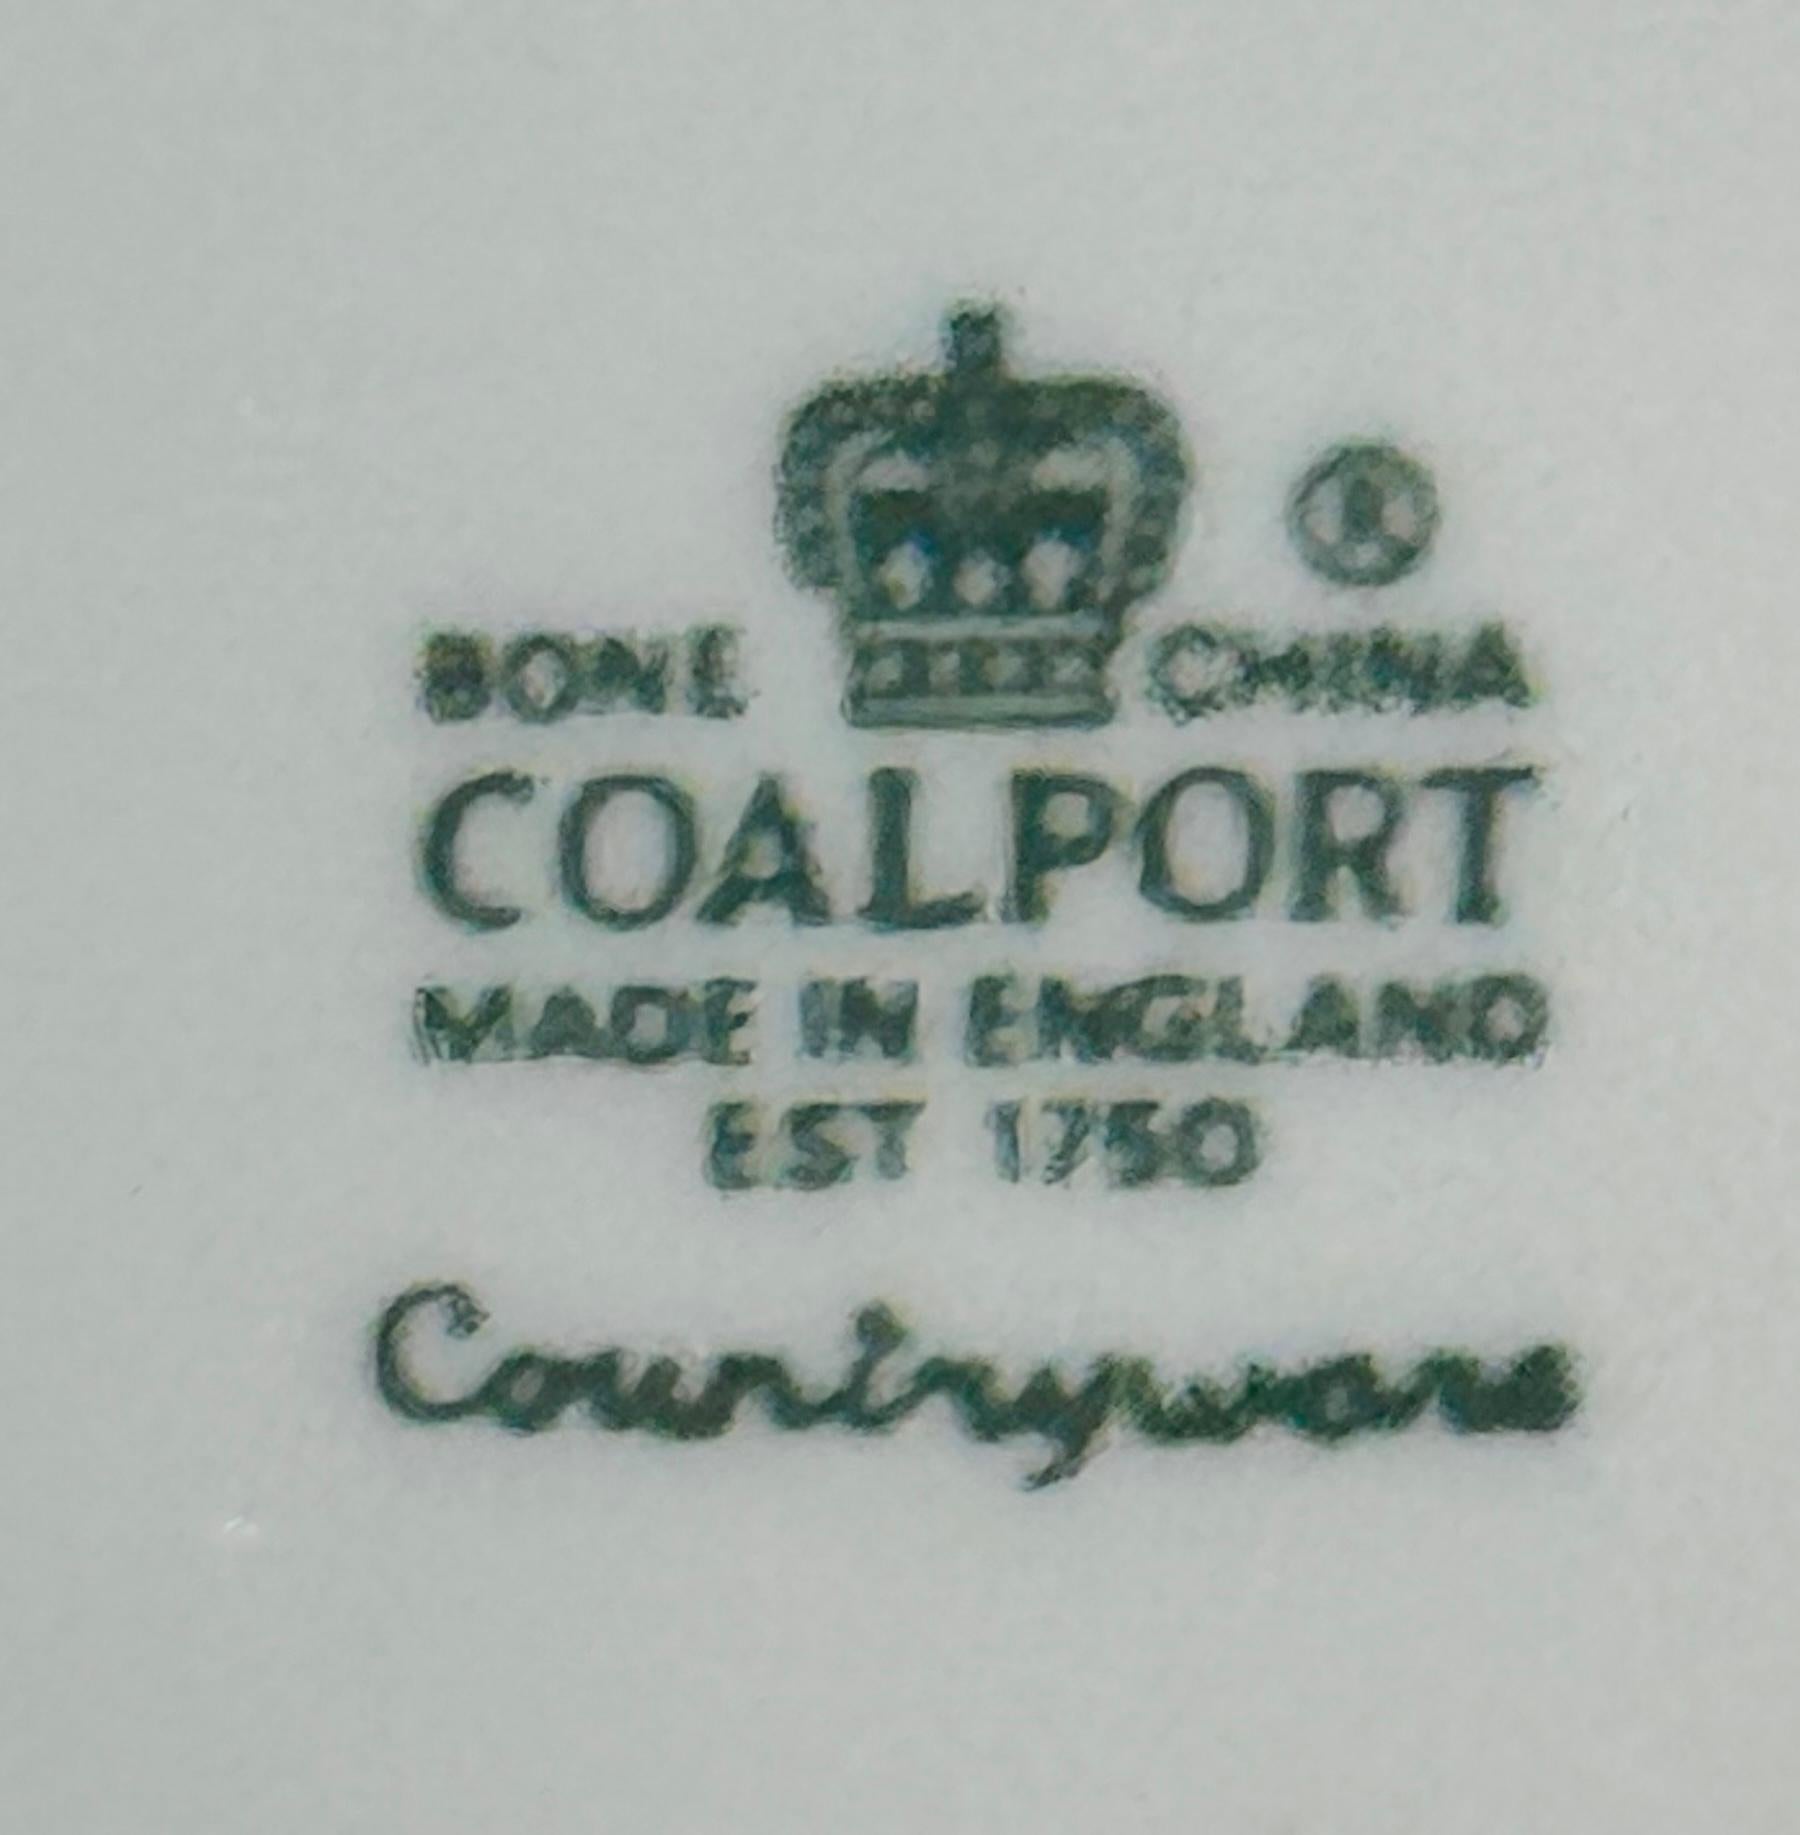 BONE CHINA
COALPORT
MADE IN ENGLAND
EST 1750
Countryware